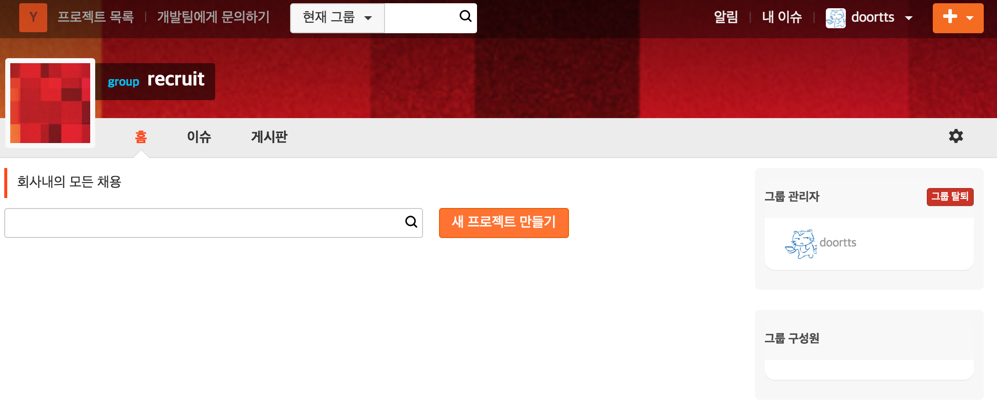 Y 프로젝트 목록 개발팀에게 문의하기 현재 그룹 알림 내 이슈 doortts
group recruit
홈 이슈 게시판
회사내의 모든 채용
새 프로젝트 만들기
그룹 관리자 그룹 탈퇴
doortts
그룹 구성원